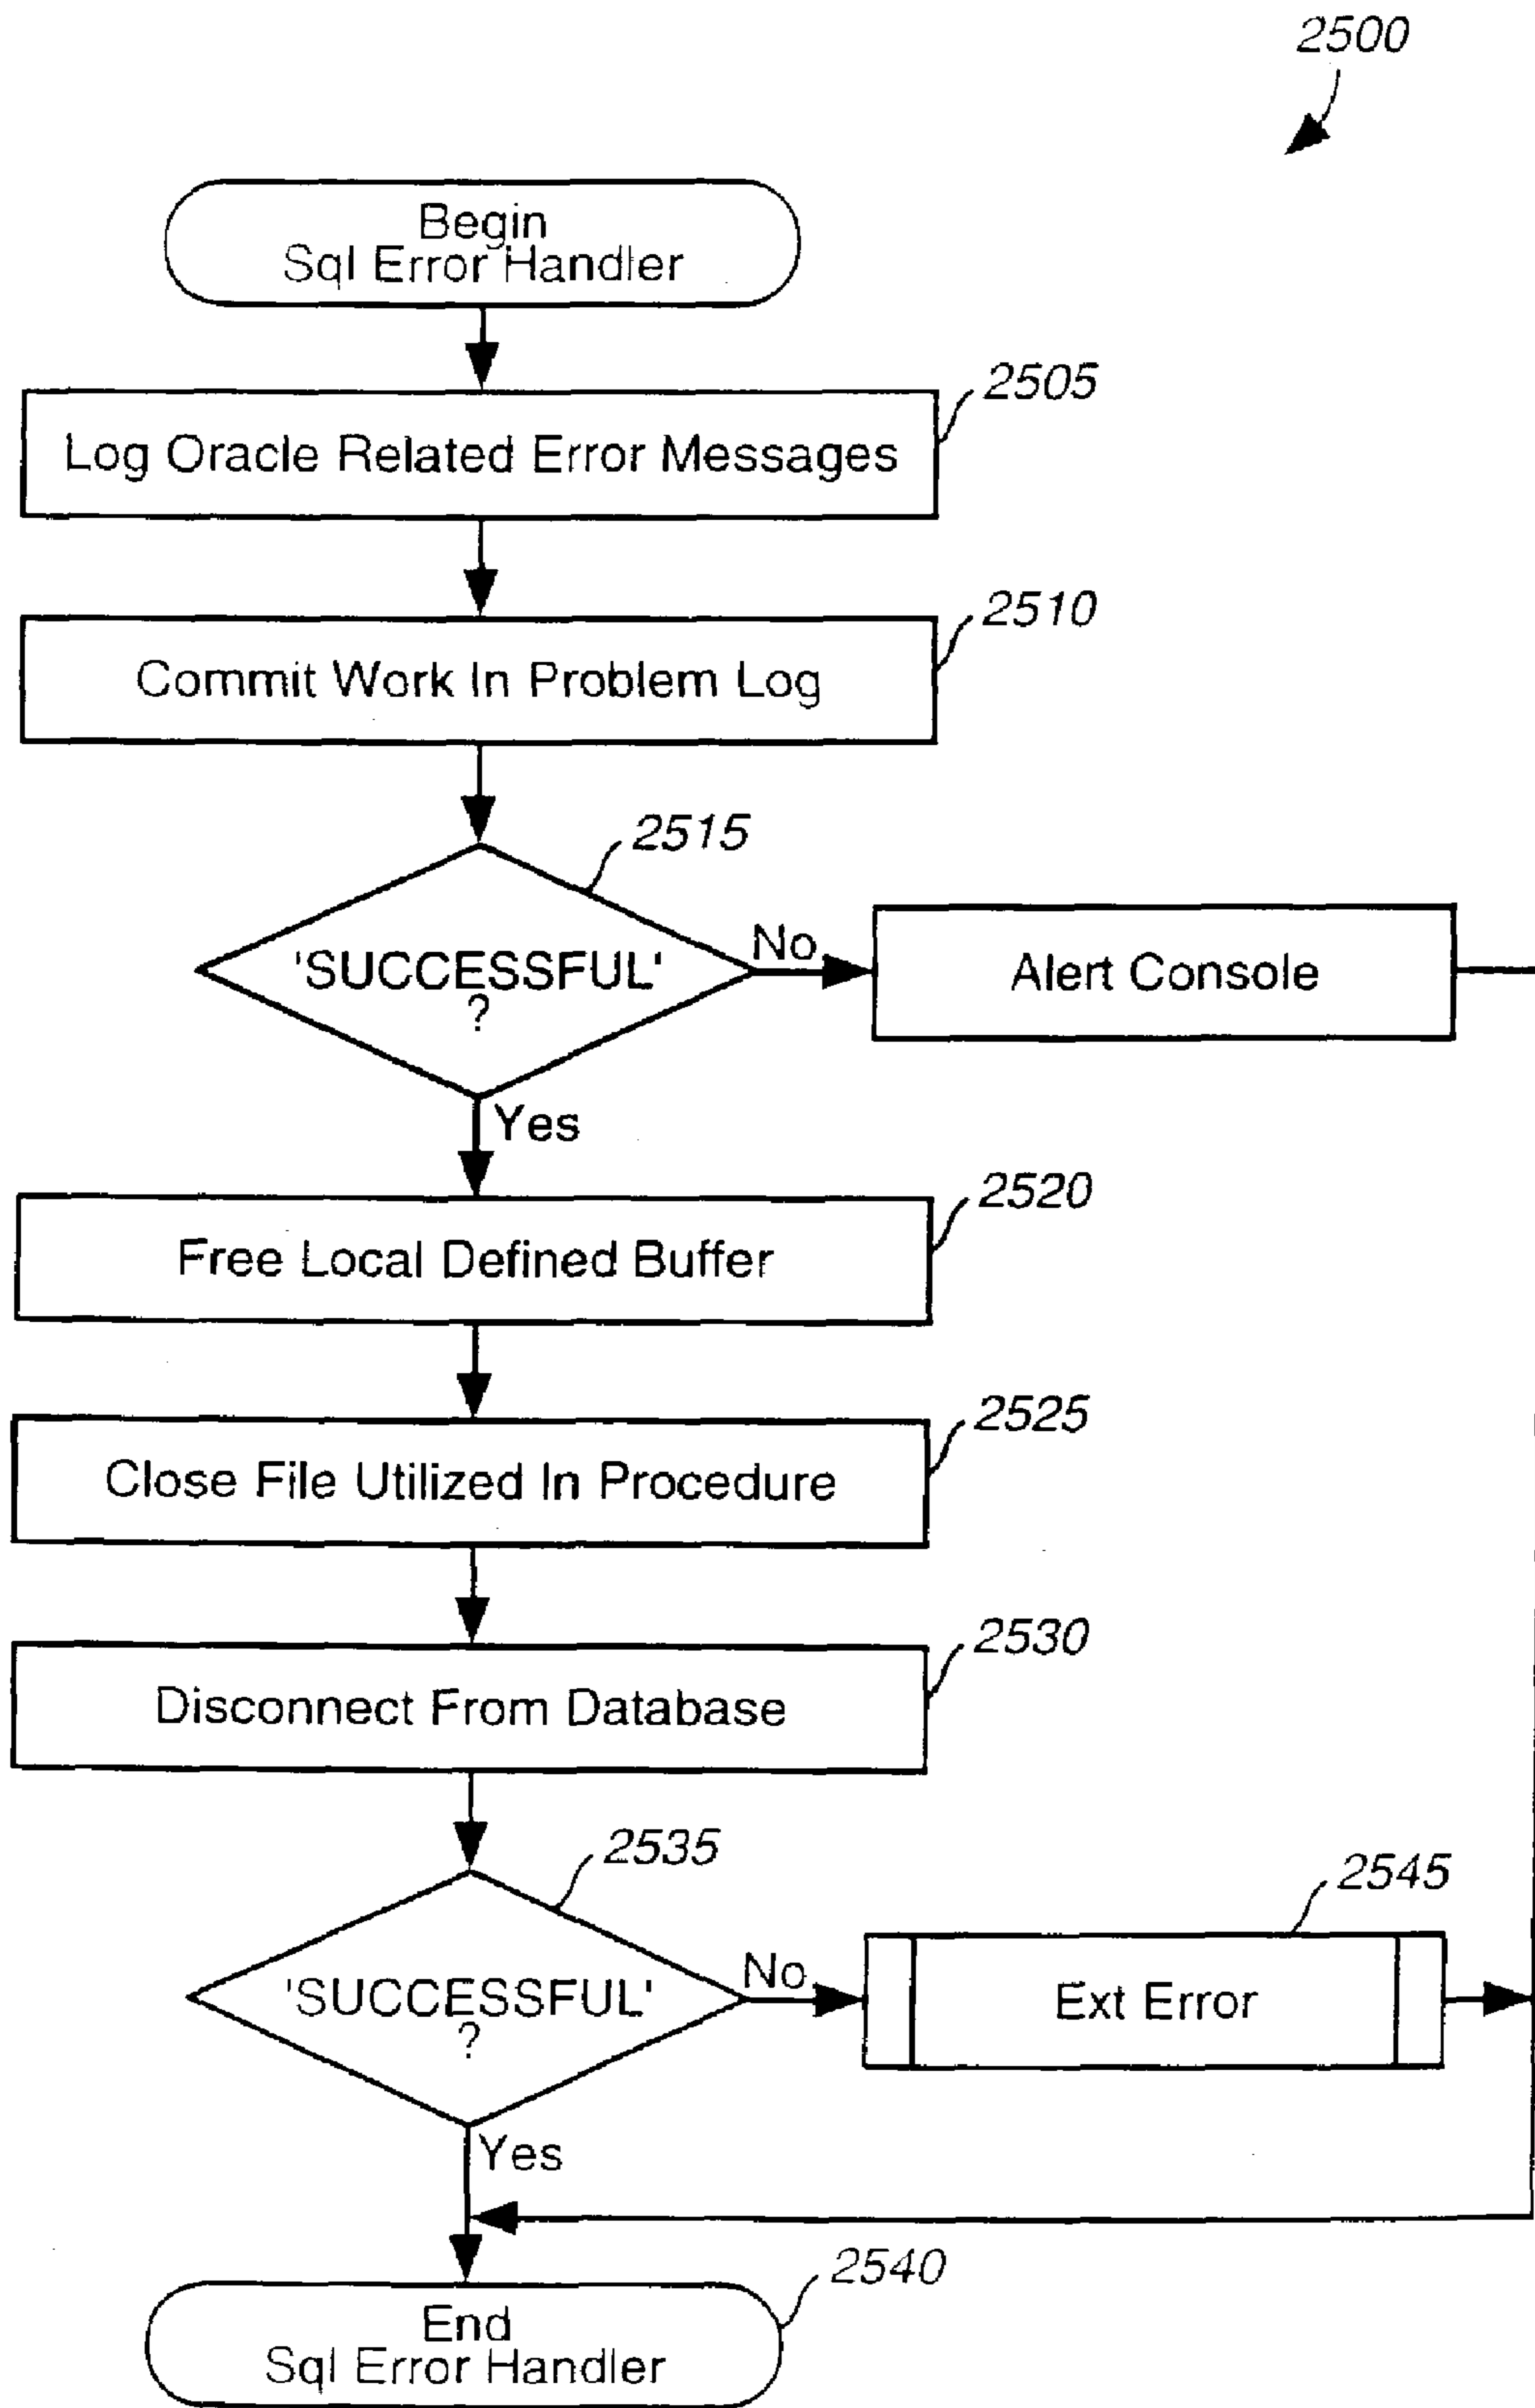 2500
Begin
Sql Error Handler
2505
Log Oracle Related Error Messages
2510
Commit Work In Problem Log
2515
'SUCCESSFUL'
?
No
Alert Console
Yes
2520
Free Local Defined Buffer
2525
Close File Utilized In Procedure
2530
Disconnect From Database
2535
'SUCCESSFUL'
?
No
2545
Ext Error
Yes
2540
End
Sql Error Handler